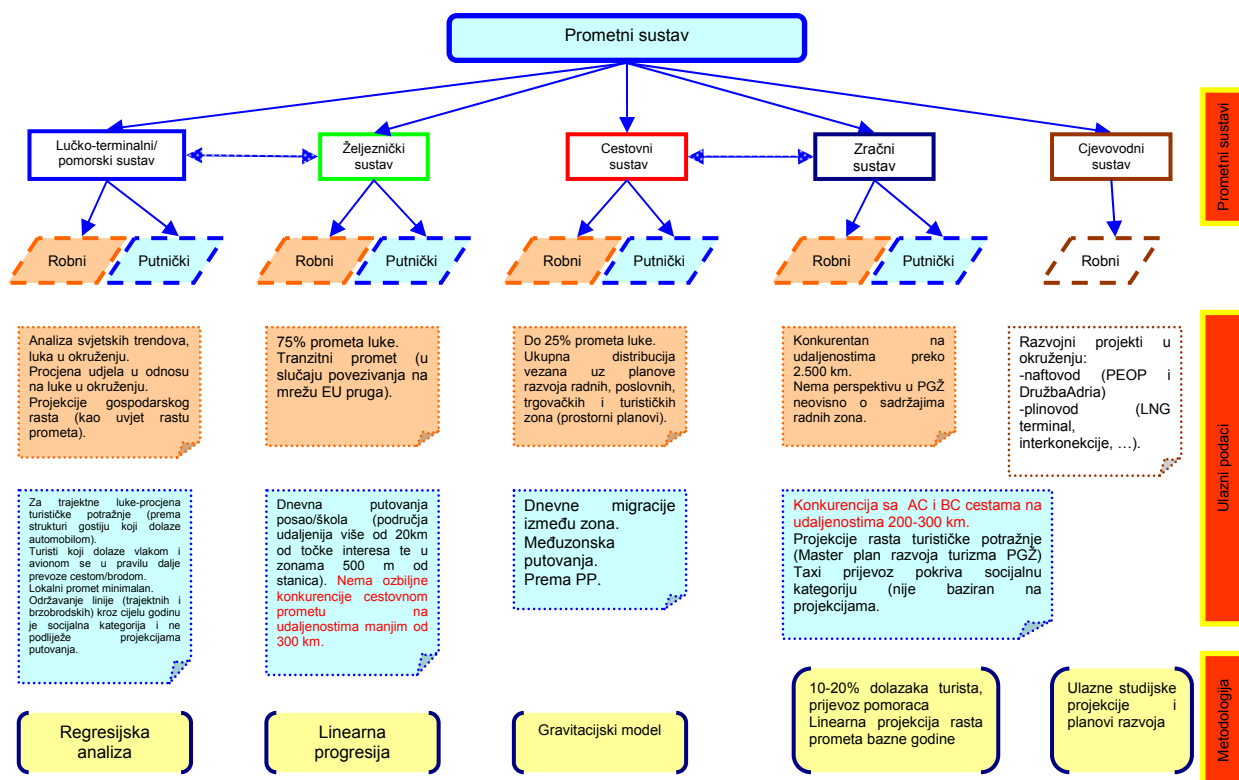 Prometni sustav
Lučko-terminalni/
pomorski sustav
Željeznički
sustav
Cestovni
sustav
Zračni
sustav
Cjevovodni
sustav
Prometni sustavi
Robni
Putnički
Robni
Putnički
Robni
Putnički
Robni
Putnički
Robni
Analiza svjetskih trendova,
luka u okruženju.
Procjena udjela u odnosu
na luke u okruženju.
Projekcije gospodarskog
rasta (kao uvjet rastu
prometa).
75% prometa luke.
Tranzitni promet (u
slučaju povezivanja na
mrežu EU pruga).
Do 25% prometa luke.
Ukupna distribucija
vezana uz planove
razvoja radnih, poslovnih,
trgovačkih i turističkih
zona (prostorni planovi).
Konkurentan na
udaljenostima preko
2.500 km.
Nema perspektivu u PGŽ
neovisno o sadržajima
radnih zona.
Razvojni projekti u
okruženju:
-naftovod (PEOP i
DružbaAdria)
-plinovod (LNG
terminal,
interkonekcije, …).
Ulazni podaci
Za trajektne luke-procjena
turističke potražnje (prema
strukturi gostiju koji dolaze
automobilom).
Turisti koji dolaze vlakom i
avionom se u pravilu dalje
prevoze cestom/brodom.
Lokalni promet minimalan.
Održavanje linije (trajektnih i
brzobrodskih) kroz cijelu godinu
je socijalna kategorija i ne
podliježe projekcijama
putovanja.
Dnevna putovanja
posao/škola (područja
udaljenija više od 20km
od točke interesa te u
zonama 500 m od
stanica). Nema ozbiljne
konkurencije cestovnom
prometu na
udaljenostima manjim od
300 km.
Dnevne migracije
između zona.
Međuzonska
putovanja.
Prema PP.
Konkurencija sa AC i BC cestama na
udaljenostima 200-300 km.
Projekcije rasta turističke potražnje
(Master plan razvoja turizma PGŽ)
Taxi prijevoz pokriva socijalnu
kategoriju (nije baziran na
projekcijama.
Regresijska
analiza
Linearna
progresija
Gravitacijski model
10-20% dolazaka turista,
prijevoz pomoraca
Linearna projekcija rasta
prometa bazne godine
Ulazne studijske
projekcije i
planovi razvoja
Metodologija